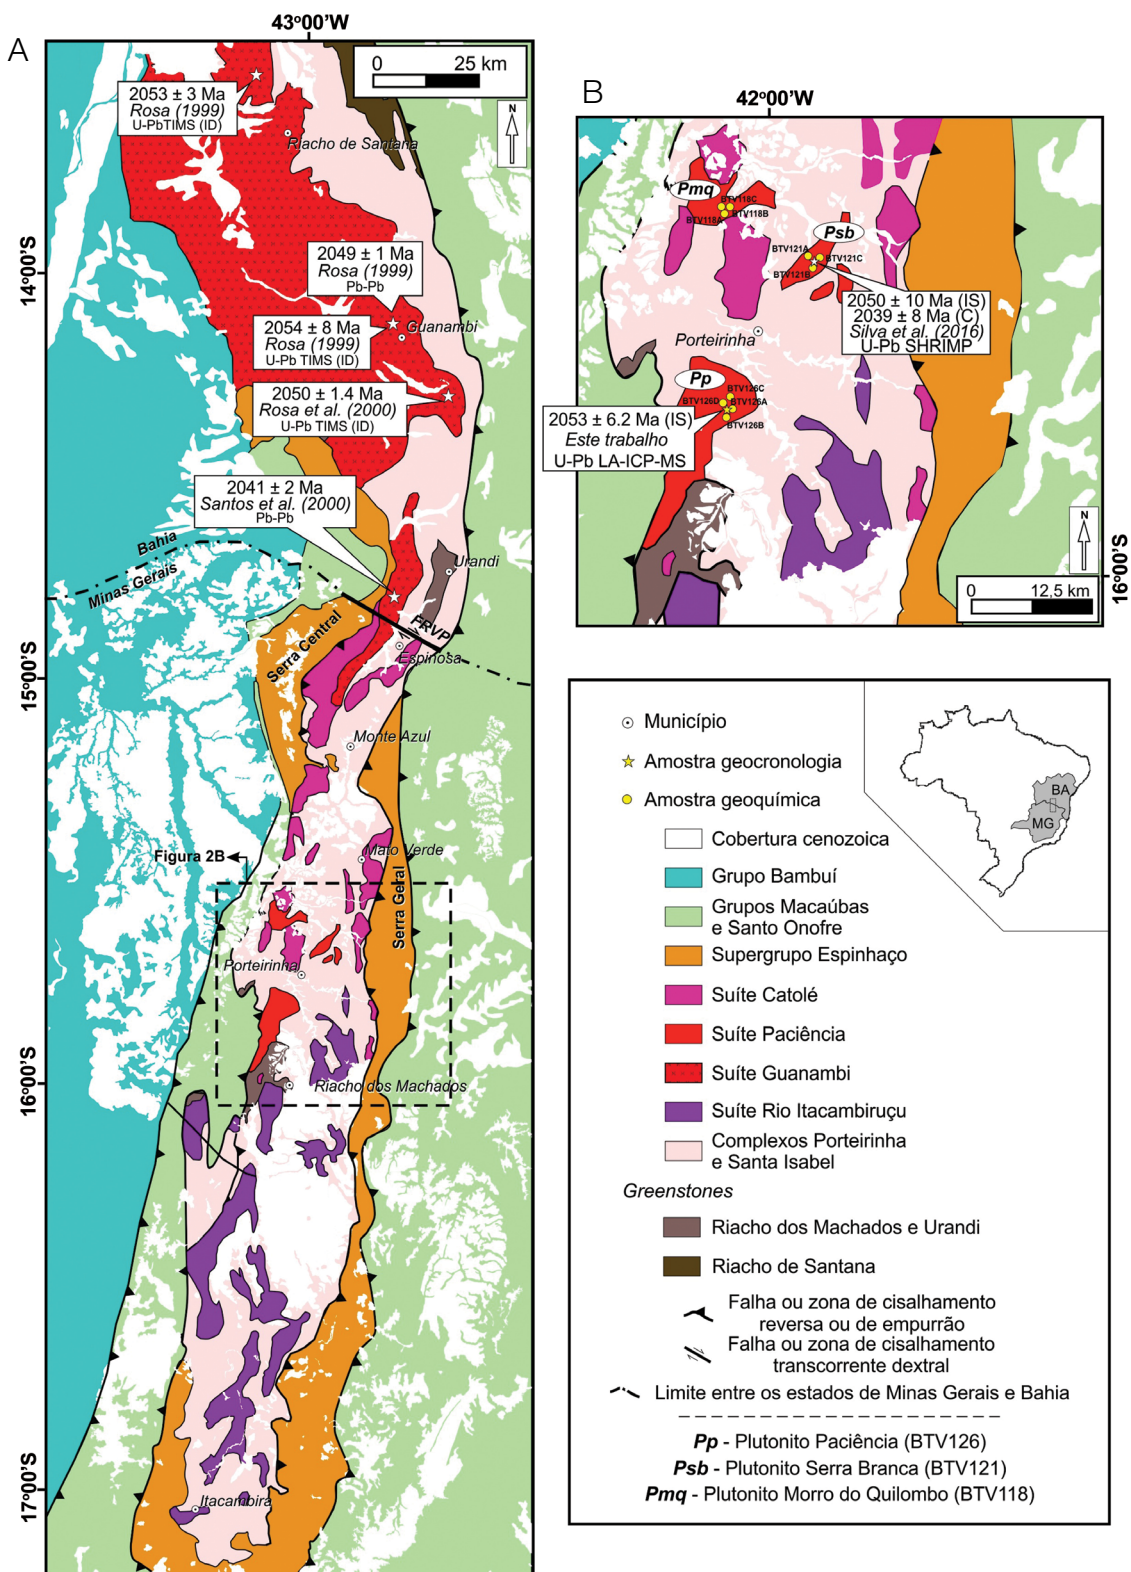 A
43°00'W
0 25 km
N
2053 ± 3 Ma
Rosa (1999)
U-PbTIMS (ID)
Riacho de Santana
14°00'S
2049 ± 1 Ma
Rosa (1999)
Pb-Pb
2054 ± 8 Ma
Rosa (1999)
U-Pb TIMS (ID)
Guanambi
2050 ± 1.4 Ma
Rosa et al. (2000)
U-Pb TIMS (ID)
2041 ± 2 Ma
Santos et al. (2000)
Pb-Pb
Bahia
Minas Gerais
Urandi
FRVP
Serra Central
Espinosa
15°00'S
Monte Azul
Mato Verde
Figura 2B
Serra Geral
Porteirinha
16°00'S
Riacho dos Machados
17°00'S
Itacambira
B
42°00'W
Pmq
BTV118C
BTV118A
BTV118B
Psb
BTV121A
BTV121C
BTV121B
2050 ± 10 Ma (IS)
2039 ± 8 Ma (C)
Silva et al. (2016)
U-Pb SHRIMP
Porteirinha
Pp
BTV126C
BTV126D
BTV126A
BTV126B
2053 ± 6.2 Ma (IS)
Este trabalho
U-Pb LA-ICP-MS
N
0 12,5 km
16°00'S
Município
Amostra geocronologia
Amostra geoquímica
BA
MG
Cobertura cenozoica
Grupo Bambuí
Grupos Macaúbas
e Santo Onofre
Supergrupo Espinhaço
Suíte Catolé
Suíte Paciência
Suíte Guanambi
Suíte Rio Itacambiruçu
Complexos Porteirinha
e Santa Isabel
Greenstones
Riacho dos Machados e Urandi
Riacho de Santana
Falha ou zona de cisalhamento
reversa ou de empurrão
Falha ou zona de cisalhamento
transcorrente dextral
Limite entre os estados de Minas Gerais e Bahia
Pp - Plutonito Paciência (BTV126)
Psb - Plutonito Serra Branca (BTV121)
Pmq - Plutonito Morro do Quilombo (BTV118)